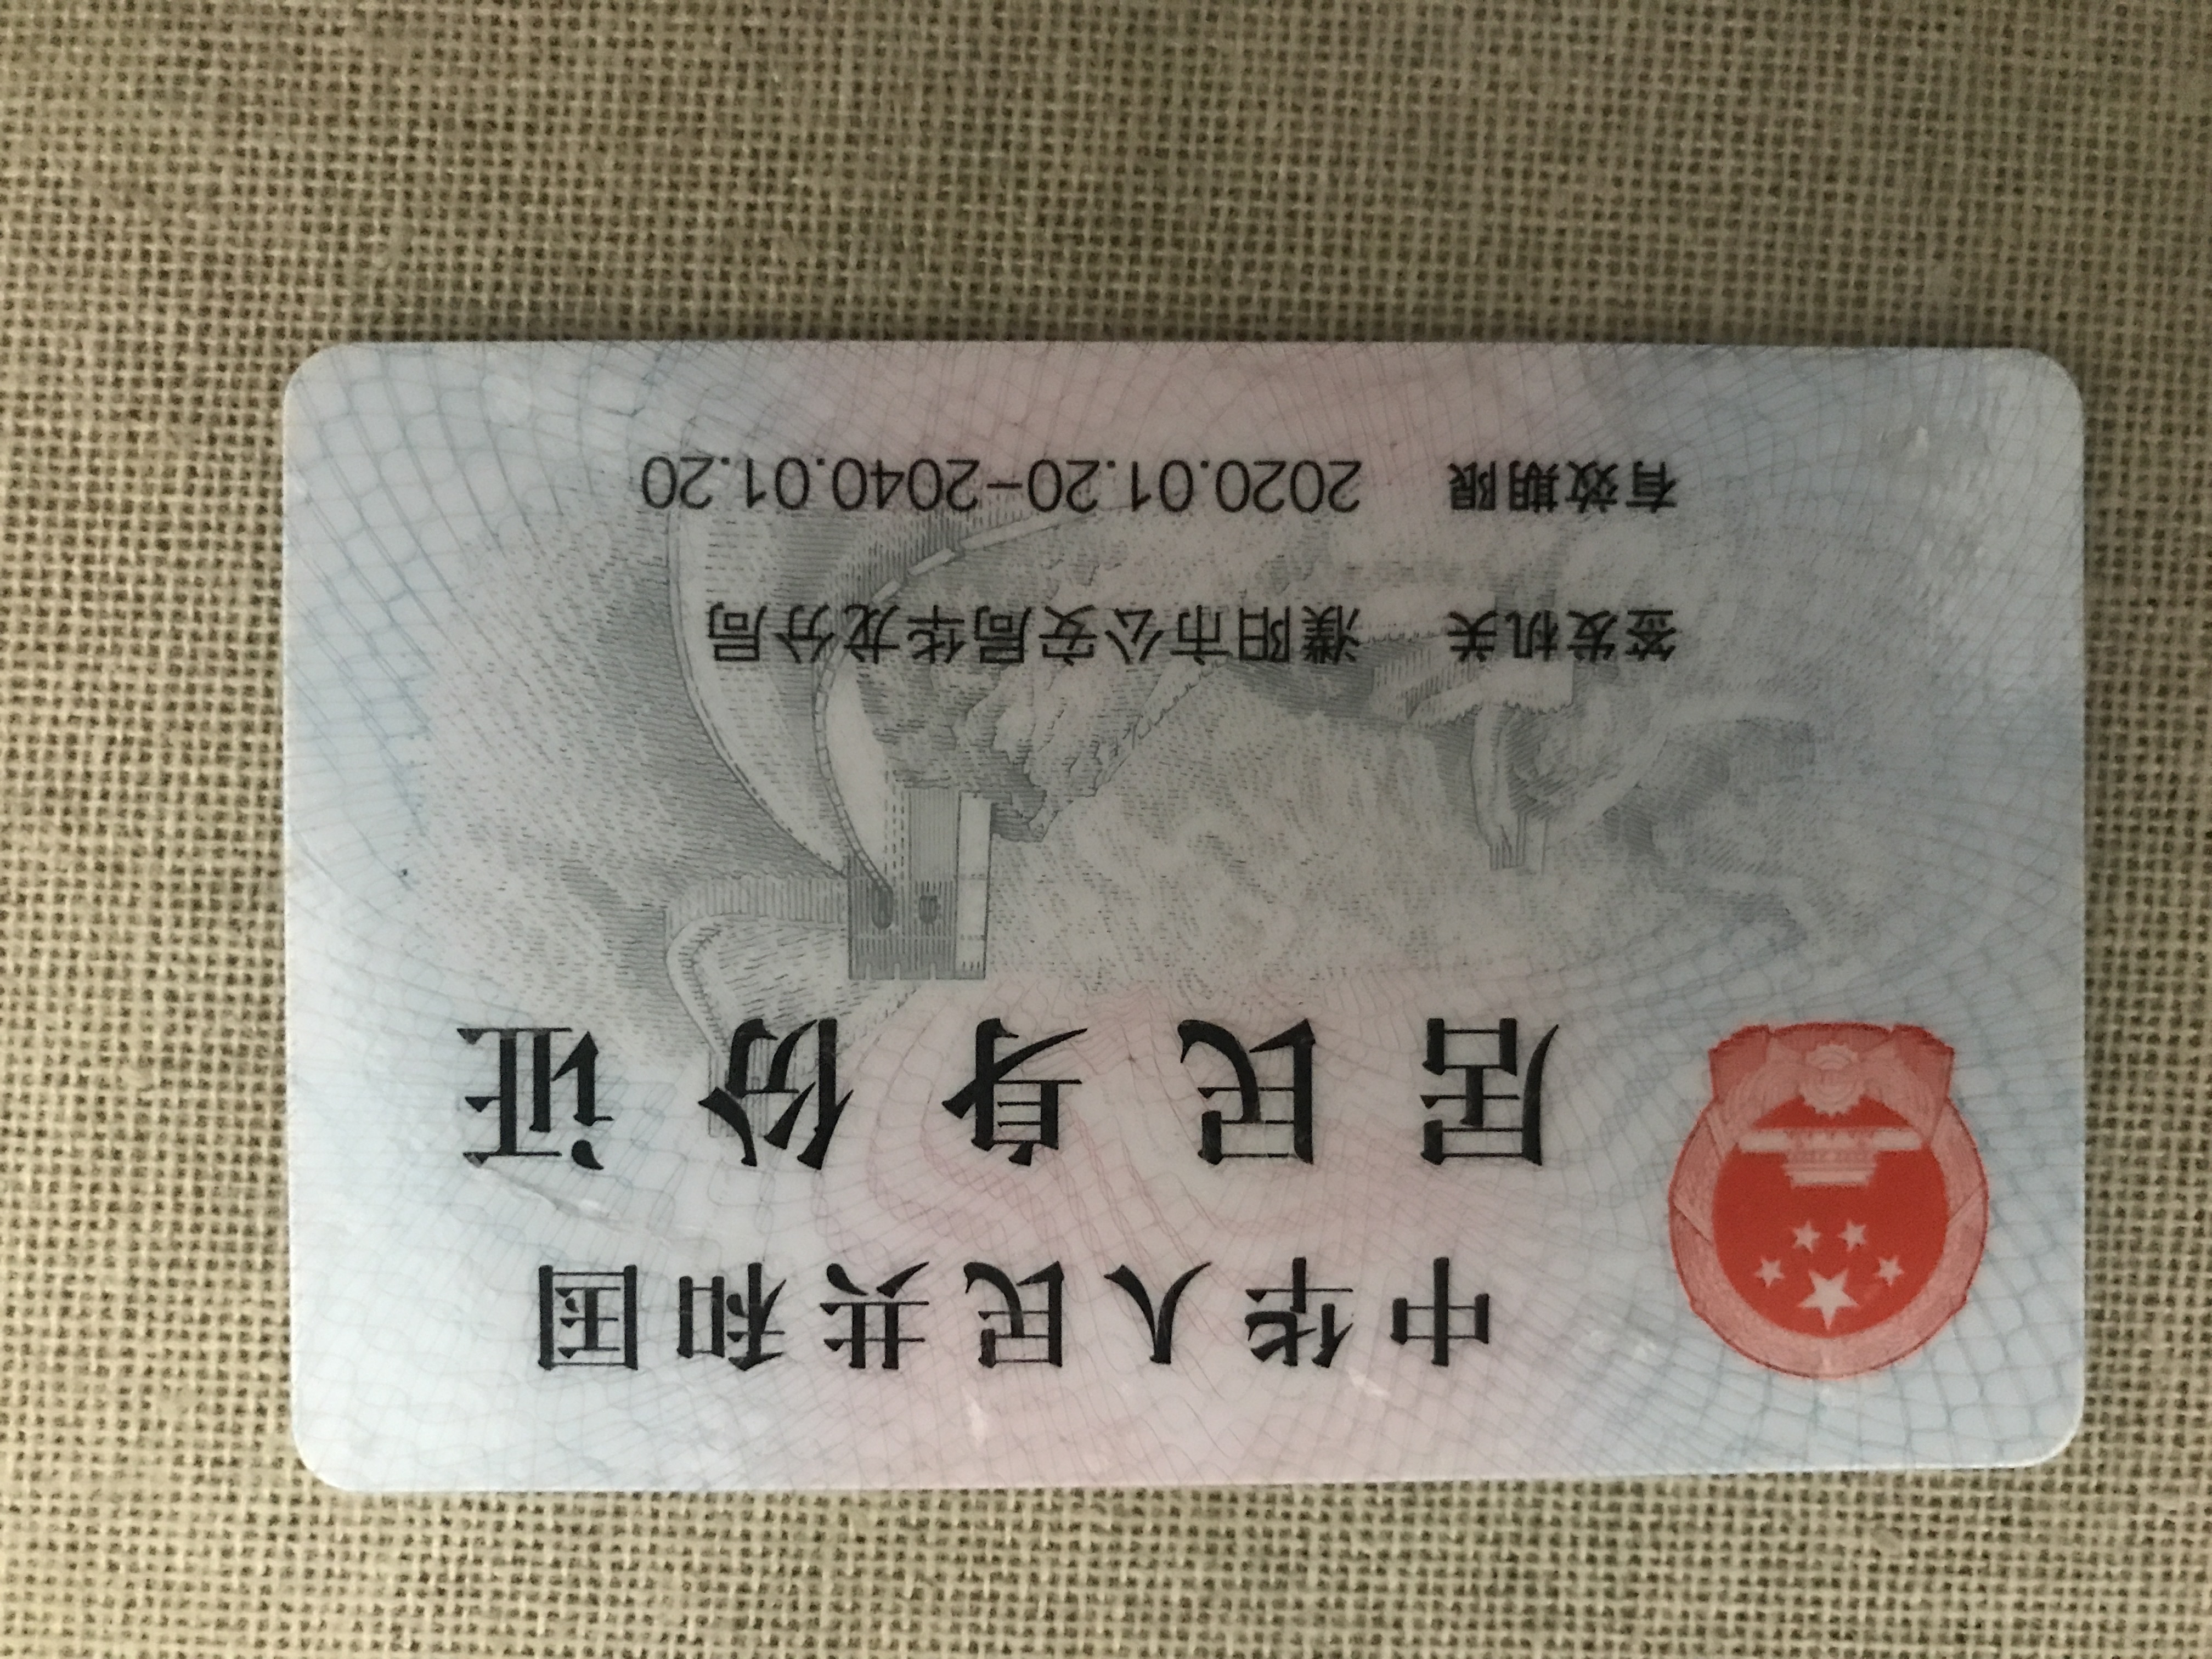 中华人民共和国
居民身份证
签发机关 濮阳市公安局华龙分局
有效期限 2020.01.20-2040.01.20